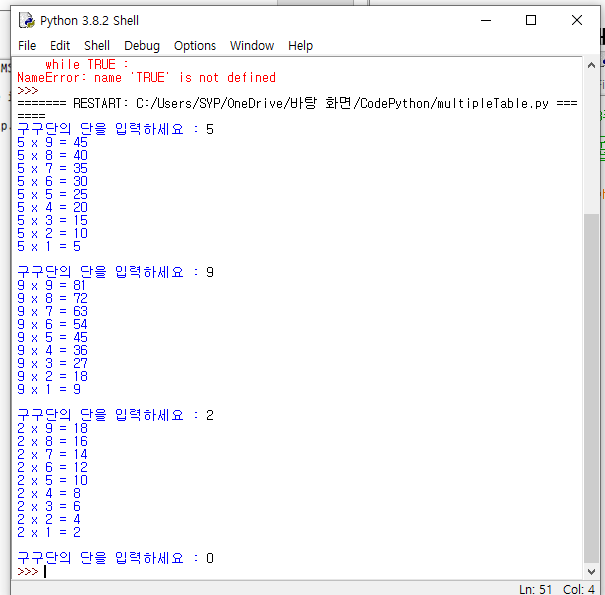 Python 3.8.2 Shell
File Edit Shell Debug Options Window Help
while TRUE :
NameError: name 'TRUE' is not defined
>>>
======= RESTART: C:/Users/SYP/OneDrive/바탕 화면/CodePython/multipleTable.py ===
====
구구단의 단을 입력하세요 : 5
5 x 9 = 45
5 x 8 = 40
5 x 7 = 35
5 x 6 = 30
5 x 5 = 25
5 x 4 = 20
5 x 3 = 15
5 x 2 = 10
5 x 1 = 5
구구단의 단을 입력하세요 : 9
9 x 9 = 81
9 x 8 = 72
9 x 7 = 63
9 x 6 = 54
9 x 5 = 45
9 x 4 = 36
9 x 3 = 27
9 x 2 = 18
9 x 1 = 9
구구단의 단을 입력하세요 : 2
2 x 9 = 18
2 x 8 = 16
2 x 7 = 14
2 x 6 = 12
2 x 5 = 10
2 x 4 = 8
2 x 3 = 6
2 x 2 = 4
2 x 1 = 2
구구단의 단을 입력하세요 : 0
>>>
Ln: 51 Col: 4